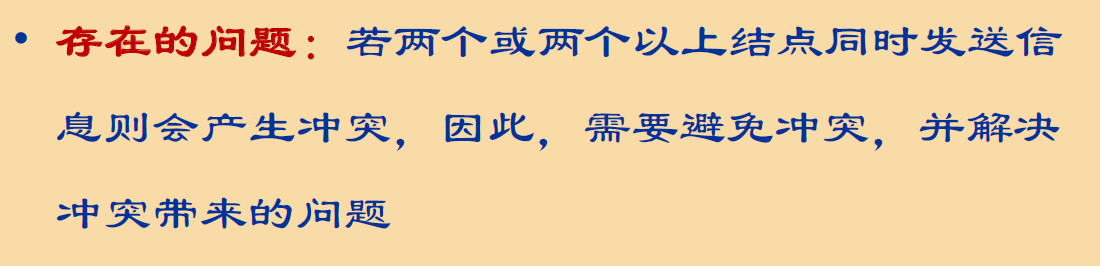 • 存在的问题：若两个或两个以上结点同时发送信
息则会产生冲突，因此，需要避免冲突，并解决
冲突带来的问题